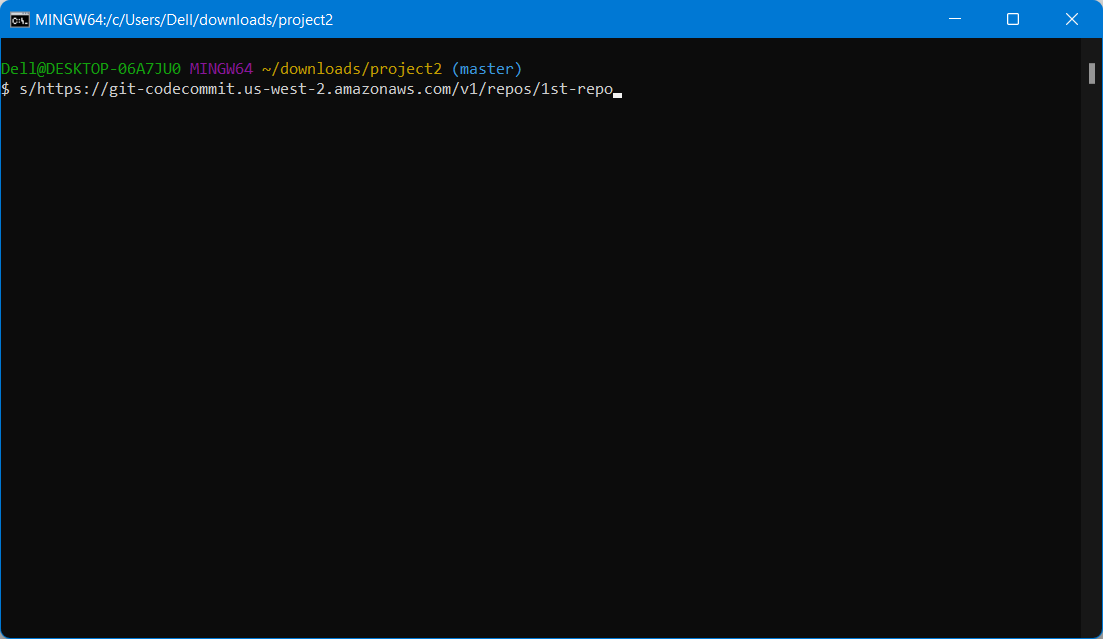 MINGW64:/c/Users/Dell/downloads/project2
Dell@DESKTOP-06A7JU0 MINGW64 ~/downloads/project2 (master)
$ s/https://git-codecommit.us-west-2.amazonaws.com/v1/repos/1st-repo